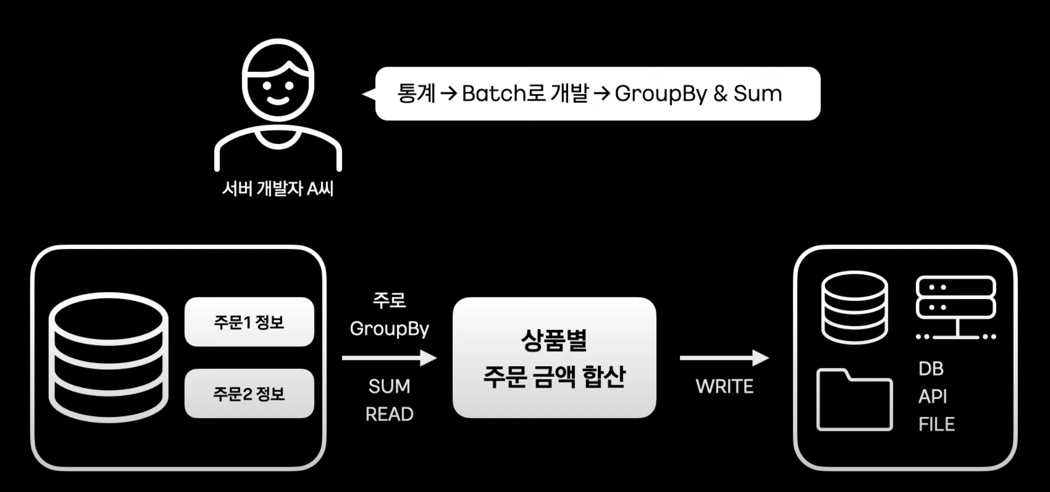 통계 → Batch로 개발 → GroupBy & Sum
서버 개발자 A씨
주문1 정보
주문2 정보
주로
GroupBy
SUM
READ
상품별
주문 금액 합산
WRITE
DB
API
FILE